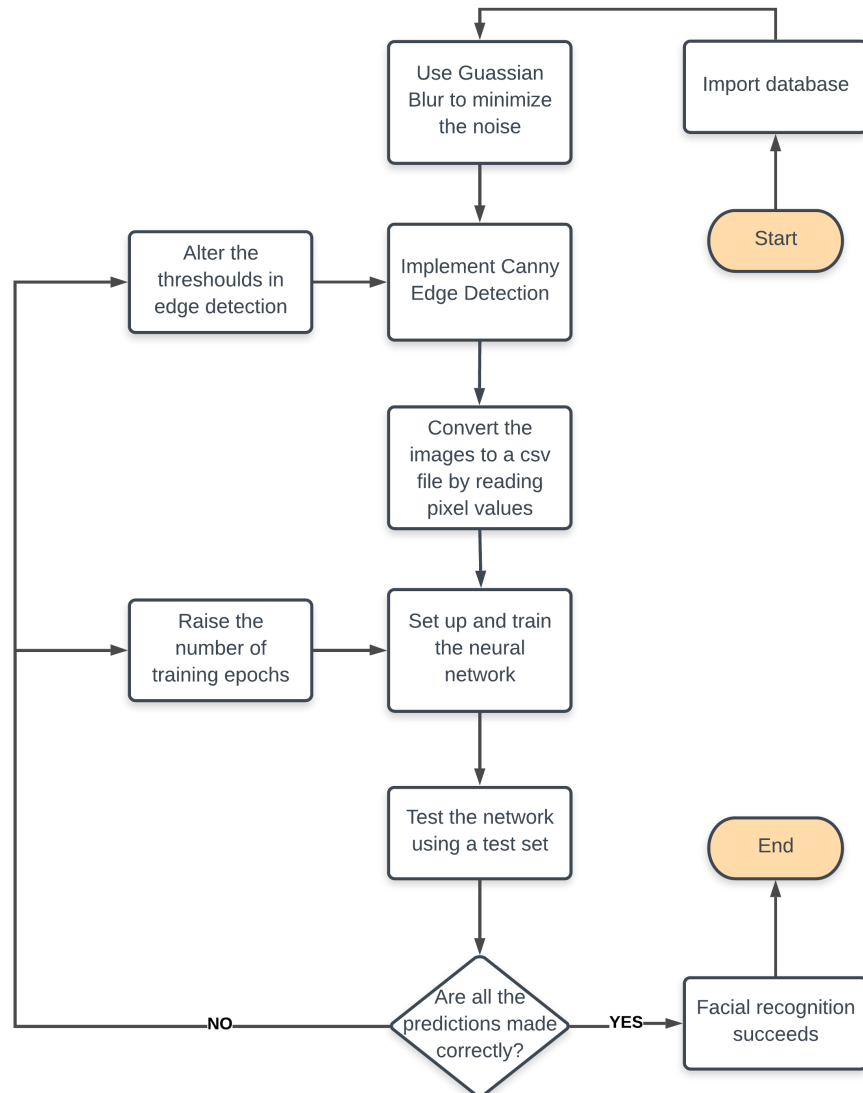 Use Guassian
Blur to minimize
the noise
Import database
Start
Alter the
threshoulds in
edge detection
Implement Canny
Edge Detection
Convert the
images to a csv
file by reading
pixel values
Raise the
number of
training epochs
Set up and train
the neural
network
Test the network
using a test set
End
Are all the
predictions made
correctly?
NO
YES
Facial recognition
succeeds